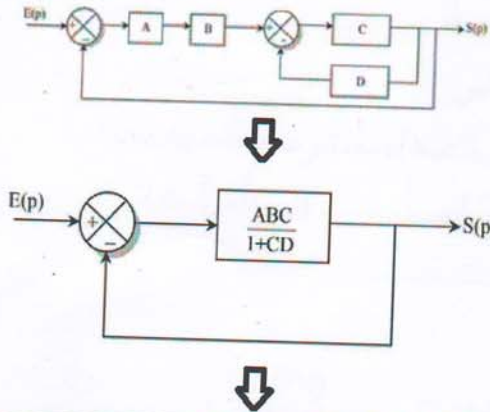 E(p) + − A B + − C S(p)
D
E(p) + − ABC S(p
1+CD